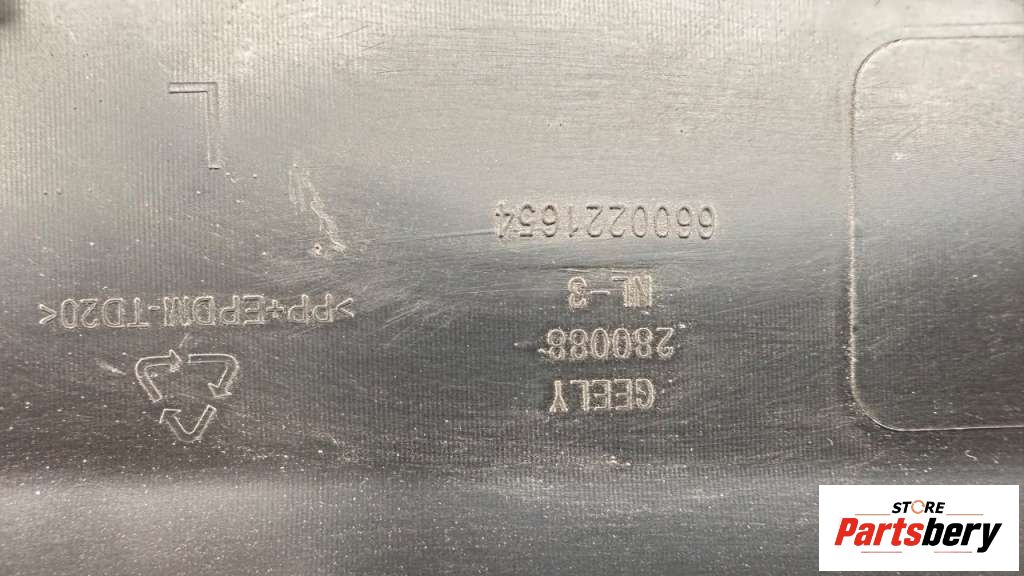 GEELY
280088
NL-3
6600221654
>PP+EPDM-TD20<
L
STORE
Partsbery